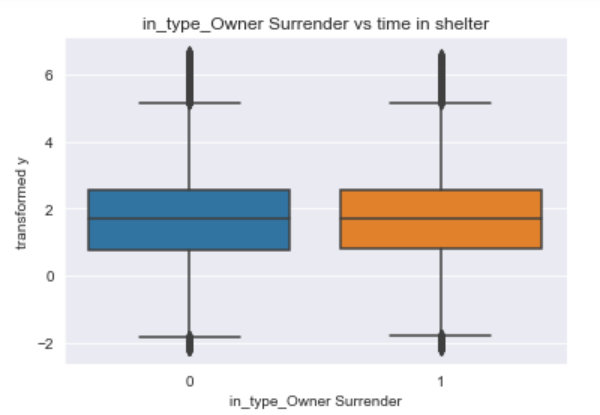 in_type_Owner Surrender vs time in shelter
transformed y
6
4
2
0
−2
0 1
in_type_Owner Surrender